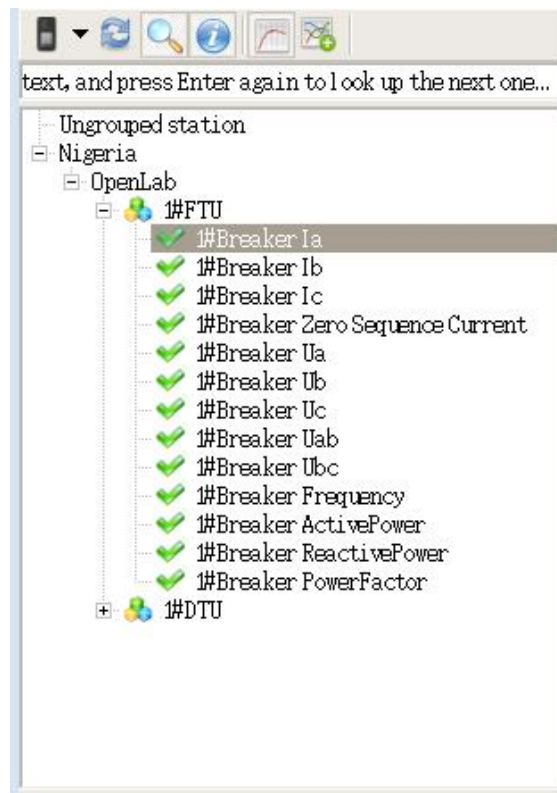 text, and press Enter again to look up the next one...
Ungrouped station
Nigeria
OpenLab
1#FTU
1#Breaker Ia
1#Breaker Ib
1#Breaker Ic
1#Breaker Zero Sequence Current
1#Breaker Ua
1#Breaker Ub
1#Breaker Uc
1#Breaker Uab
1#Breaker Ubc
1#Breaker Frequency
1#Breaker ActivePower
1#Breaker ReactivePower
1#Breaker PowerFactor
1#DTU